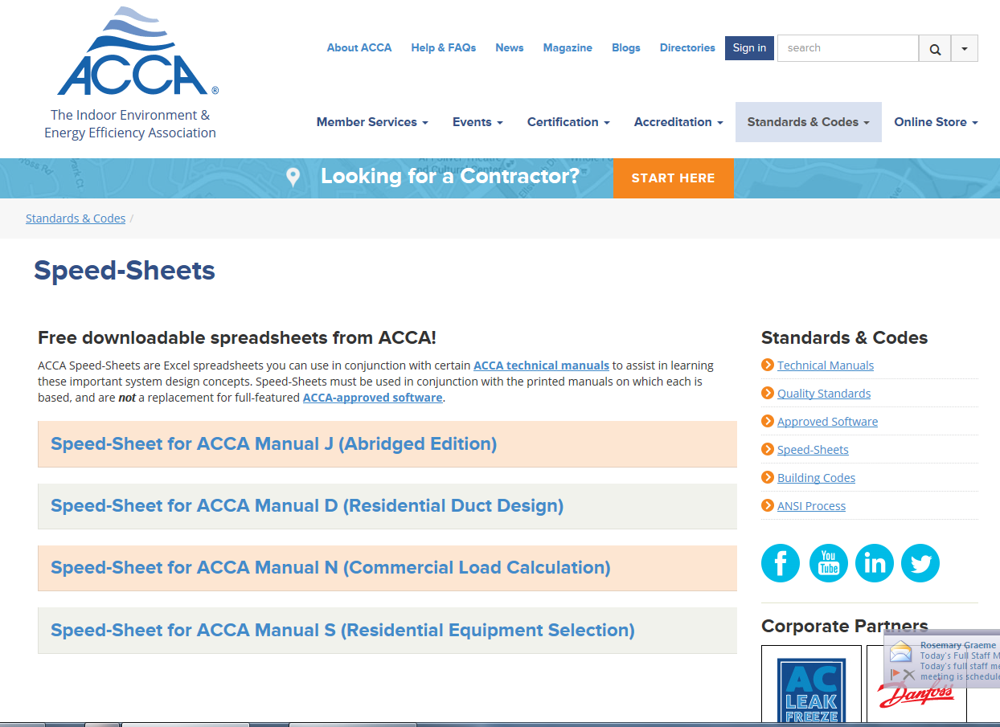 ACCA®
The Indoor Environment &
Energy Efficiency Association
About ACCA Help & FAQs News Magazine Blogs Directories Sign in search
Member Services Events Certification Accreditation Standards & Codes Online Store
Looking for a Contractor? START HERE
Standards & Codes /
Speed-Sheets
Free downloadable spreadsheets from ACCA!
ACCA Speed-Sheets are Excel spreadsheets you can use in conjunction with certain ACCA technical manuals to assist in learning
these important system design concepts. Speed-Sheets must be used in conjunction with the printed manuals on which each is
based, and are not a replacement for full-featured ACCA-approved software.
Speed-Sheet for ACCA Manual J (Abridged Edition)
Speed-Sheet for ACCA Manual D (Residential Duct Design)
Speed-Sheet for ACCA Manual N (Commercial Load Calculation)
Speed-Sheet for ACCA Manual S (Residential Equipment Selection)
Standards & Codes
Technical Manuals
Quality Standards
Approved Software
Speed-Sheets
Building Codes
ANSI Process
f You Tube in
Corporate Partners
AC
LEAK
FREEZE
Danfoss
Rosemary Graeme
Today's Full Staff M
Today's full staff me
meeting is schedule